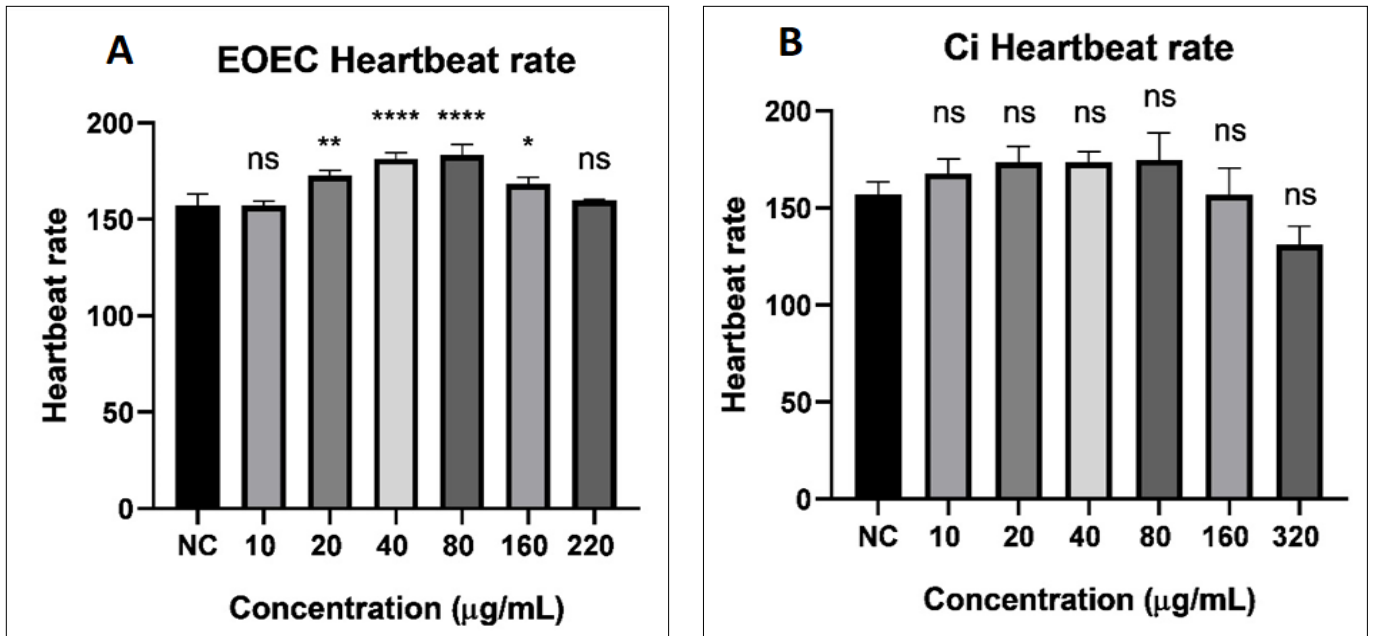 A
EOEC Heartbeat rate
Heartbeat rate
200
150
100
50
0
ns
**
****
****
*
ns
NC 10 20 40 80 160 220
Concentration (μg/mL)
B
Ci Heartbeat rate
Heartbeat rate
200
150
100
50
0
ns
ns
ns
ns
ns
ns
NC 10 20 40 80 160 320
Concentration (μg/mL)